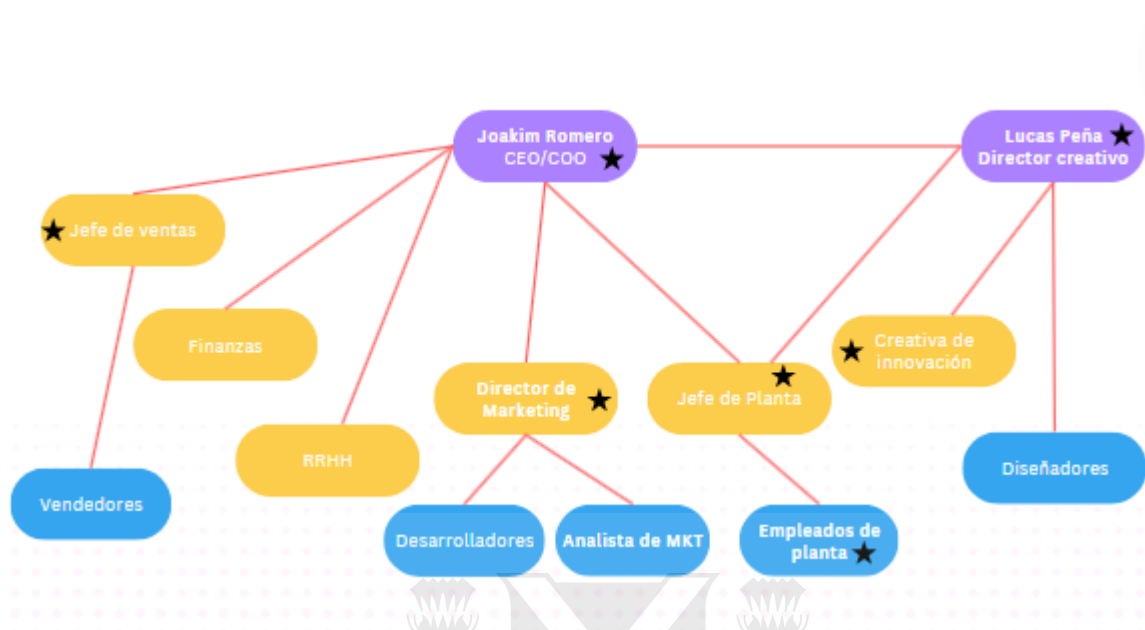 Joakim Romero
CEO/COO
Lucas Peña
Director creativo
Jefe de ventas
Finanzas
Creativa de
innovación
Director de
Marketing
Jefe de Planta
RRHH
Diseñadores
Vendedores
Desarrolladores
Analista de MKT
Empleados de
planta